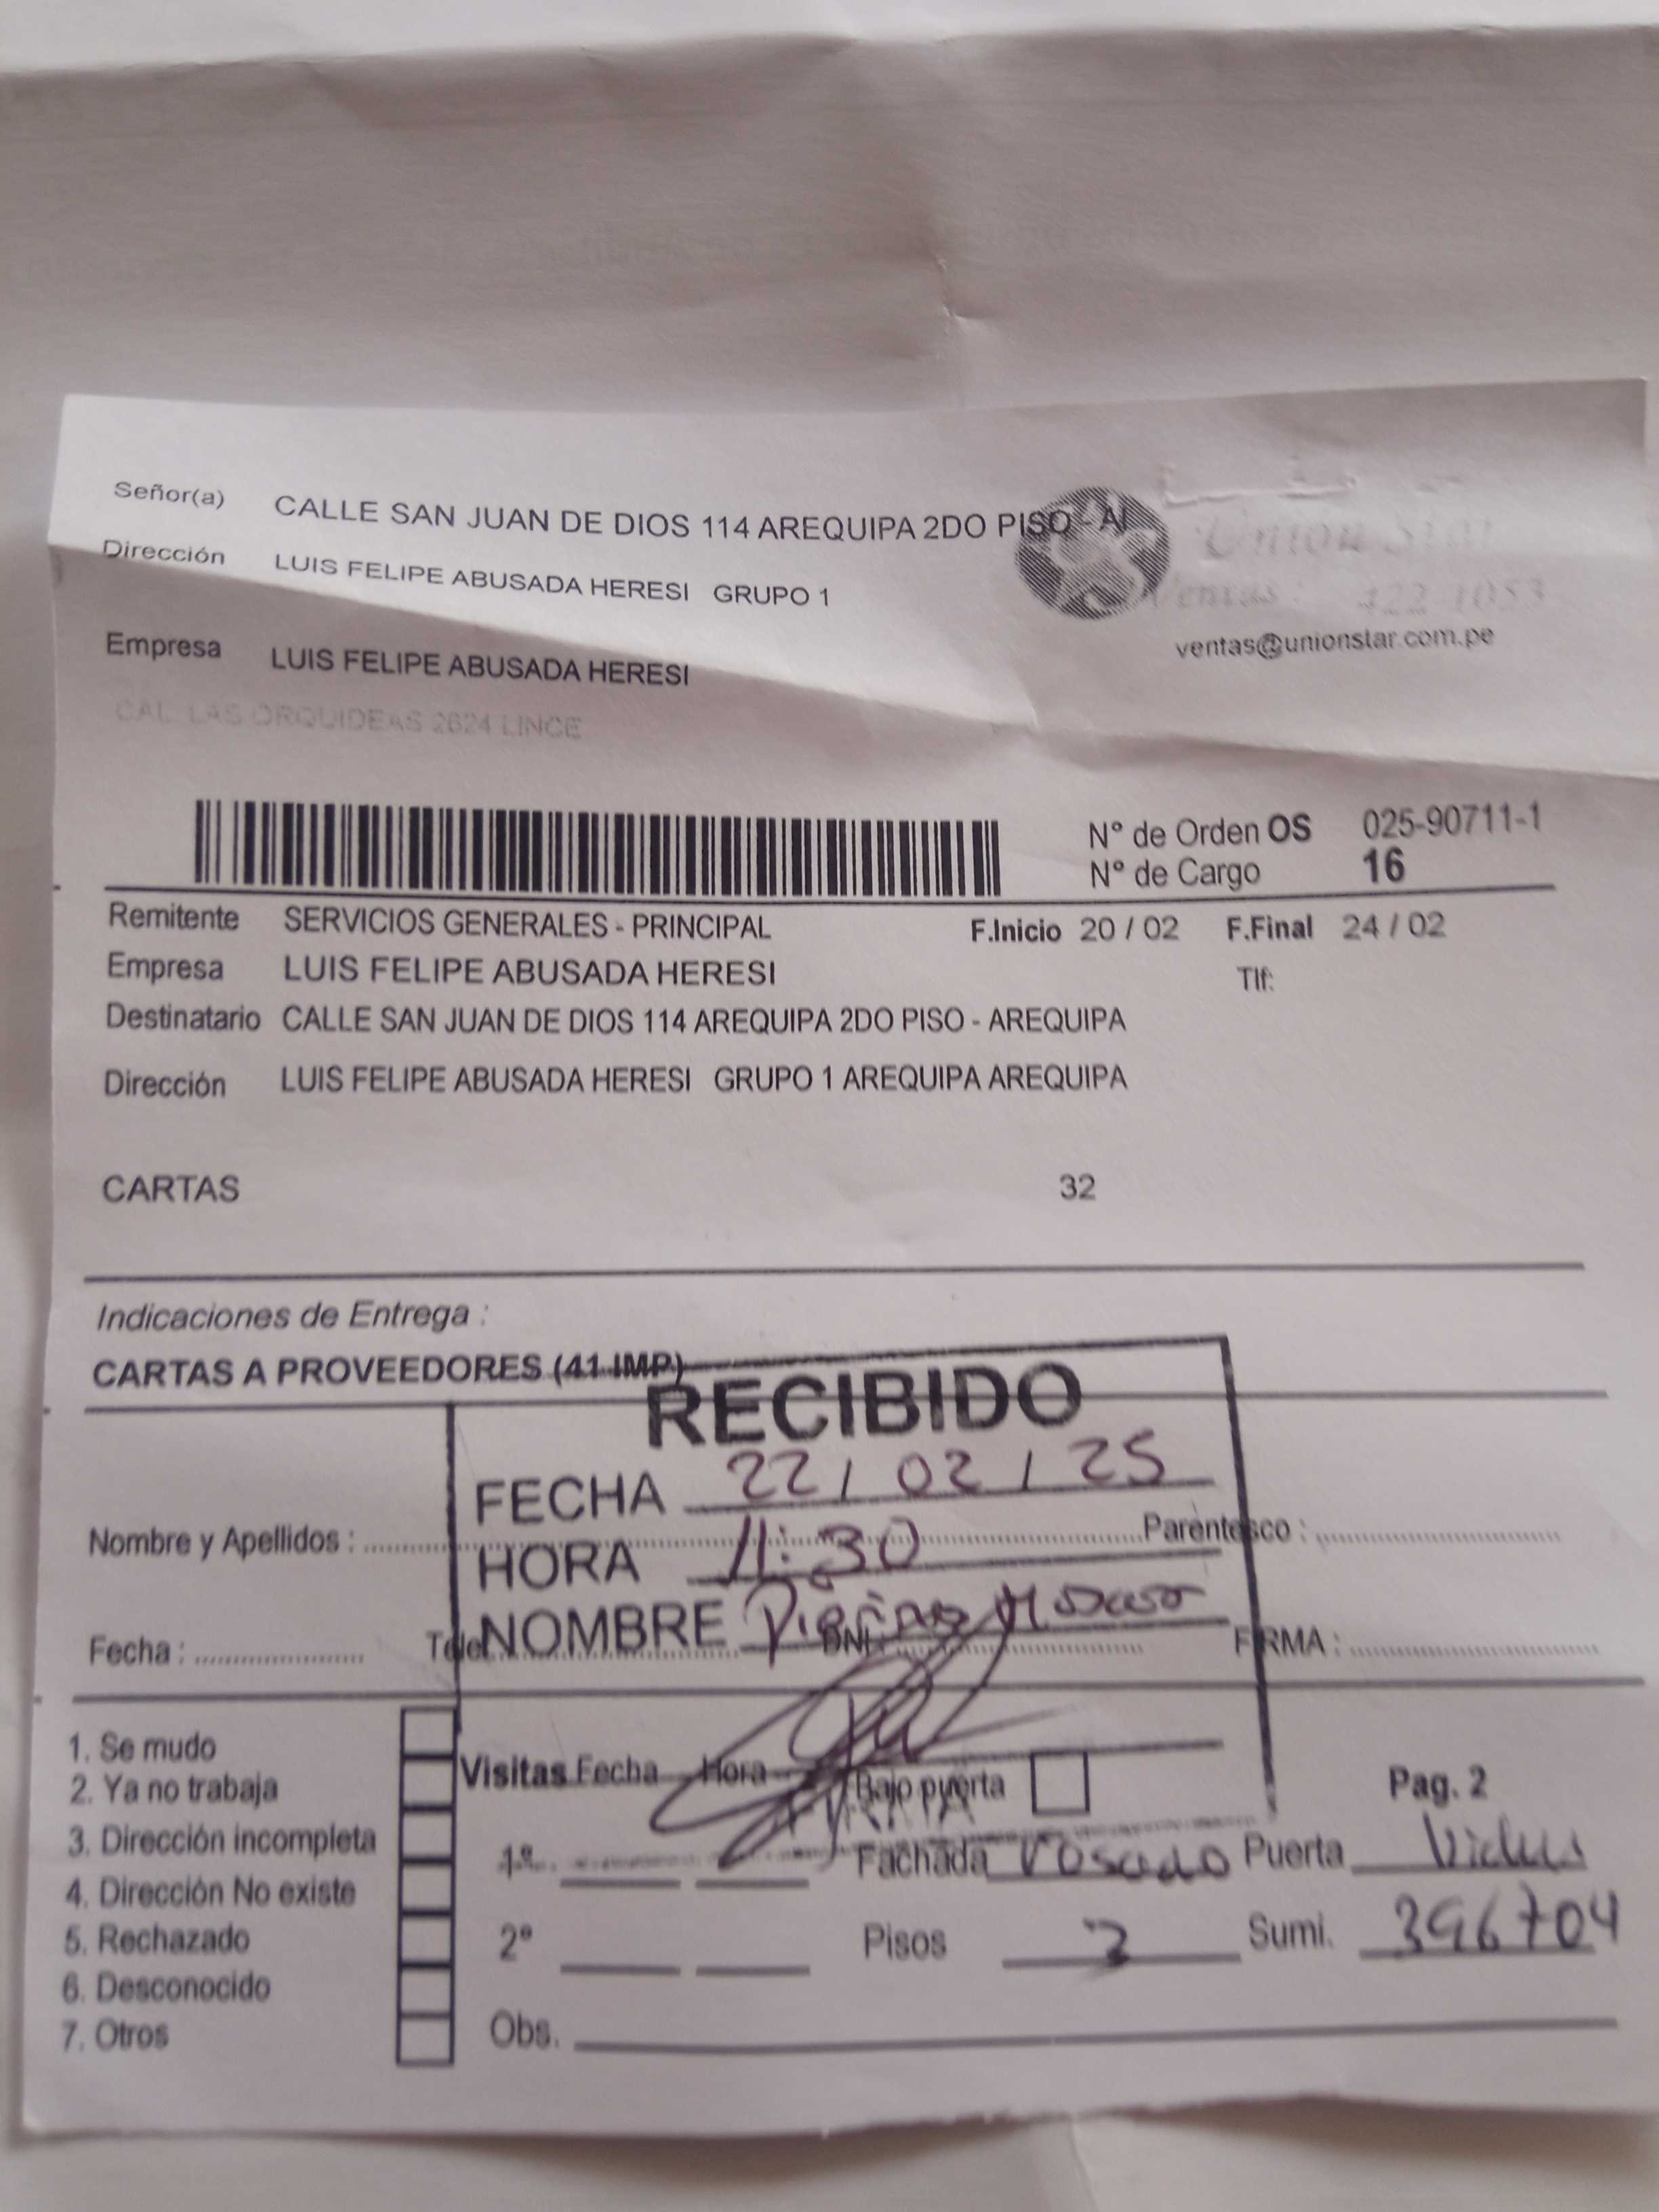 Señor(a) CALLE SAN JUAN DE DIOS 114 AREQUIPA 2DO PISO - A
Dirección LUIS FELIPE ABUSADA HERESI GRUPO 1
Union Star
Ventas: 422-1053
ventas@unionstar.com.pe
Empresa LUIS FELIPE ABUSADA HERESI
CAL. LAS ORQUIDEAS 2624 LINCE
N° de Orden OS 025-90711-1
N° de Cargo 16
Remitente SERVICIOS GENERALES - PRINCIPAL F.Inicio 20 / 02 F.Final 24 / 02
Empresa LUIS FELIPE ABUSADA HERESI Tlf:
Destinatario CALLE SAN JUAN DE DIOS 114 AREQUIPA 2DO PISO - AREQUIPA
Dirección LUIS FELIPE ABUSADA HERESI GRUPO 1 AREQUIPA AREQUIPA
CARTAS 32
Indicaciones de Entrega :
CARTAS A PROVEEDORES (41 IMP)
RECIBIDO
FECHA 22 / 02 / 25
Nombre y Apellidos : Parentesco :
HORA 11:30
NOMBRE
Fecha : DNI FIRMA :
1. Se mudo
2. Ya no trabaja
3. Dirección incompleta
4. Dirección No existe
5. Rechazado
6. Desconocido
7. Otros
Visitas Fecha Hora Bajo puerta Pag. 2
FIRMA
1º Fachada rosado Puerta
2º Pisos 2 Sumi. 396704
Obs.